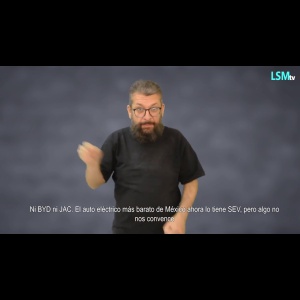 LSMtv
Ni BYD ni JAC. El auto eléctrico más barato de México ahora lo tiene SEV, pero algo no
nos convence